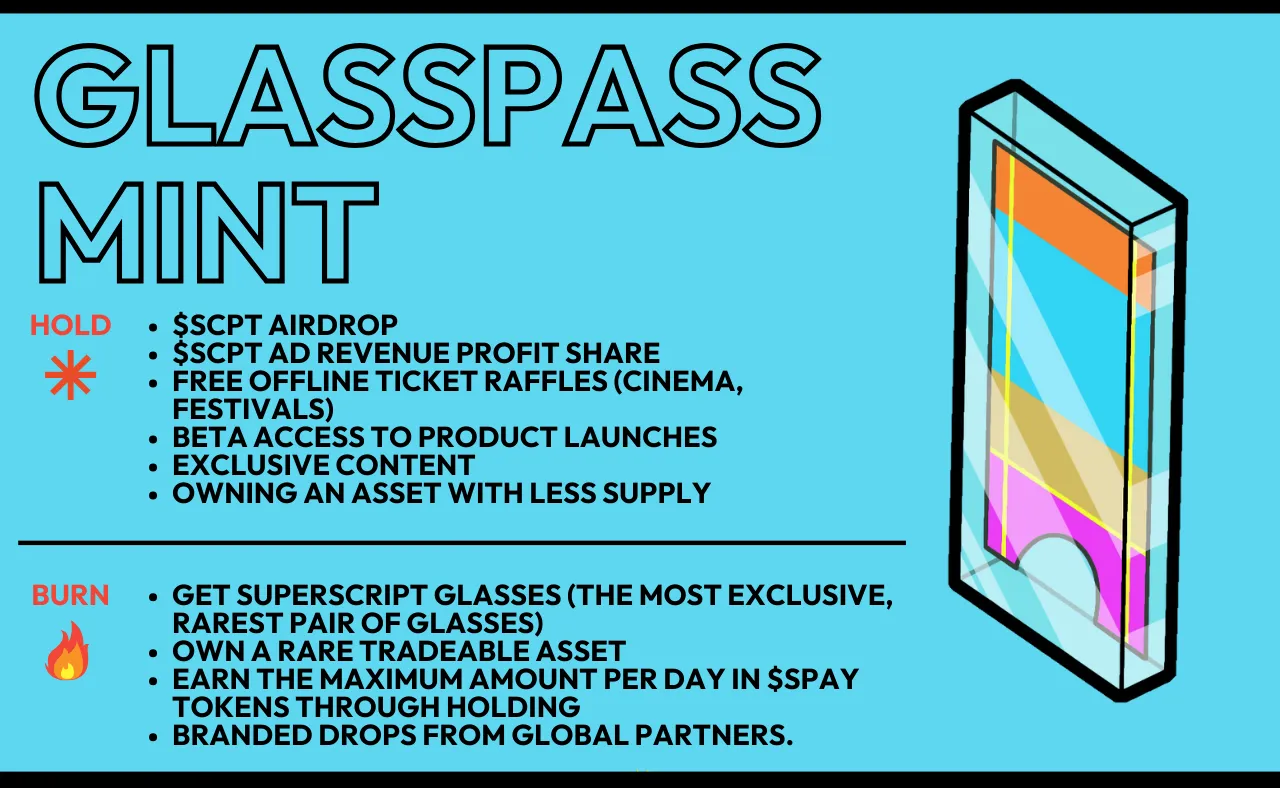 GLASSPASS
MINT
HOLD
• $SCPT AIRDROP
• $SCPT AD REVENUE PROFIT SHARE
• FREE OFFLINE TICKET RAFFLES (CINEMA,
FESTIVALS)
• BETA ACCESS TO PRODUCT LAUNCHES
• EXCLUSIVE CONTENT
• OWNING AN ASSET WITH LESS SUPPLY
BURN
• GET SUPERSCRIPT GLASSES (THE MOST EXCLUSIVE,
RAREST PAIR OF GLASSES)
• OWN A RARE TRADEABLE ASSET
• EARN THE MAXIMUM AMOUNT PER DAY IN $SPAY
TOKENS THROUGH HOLDING
• BRANDED DROPS FROM GLOBAL PARTNERS.